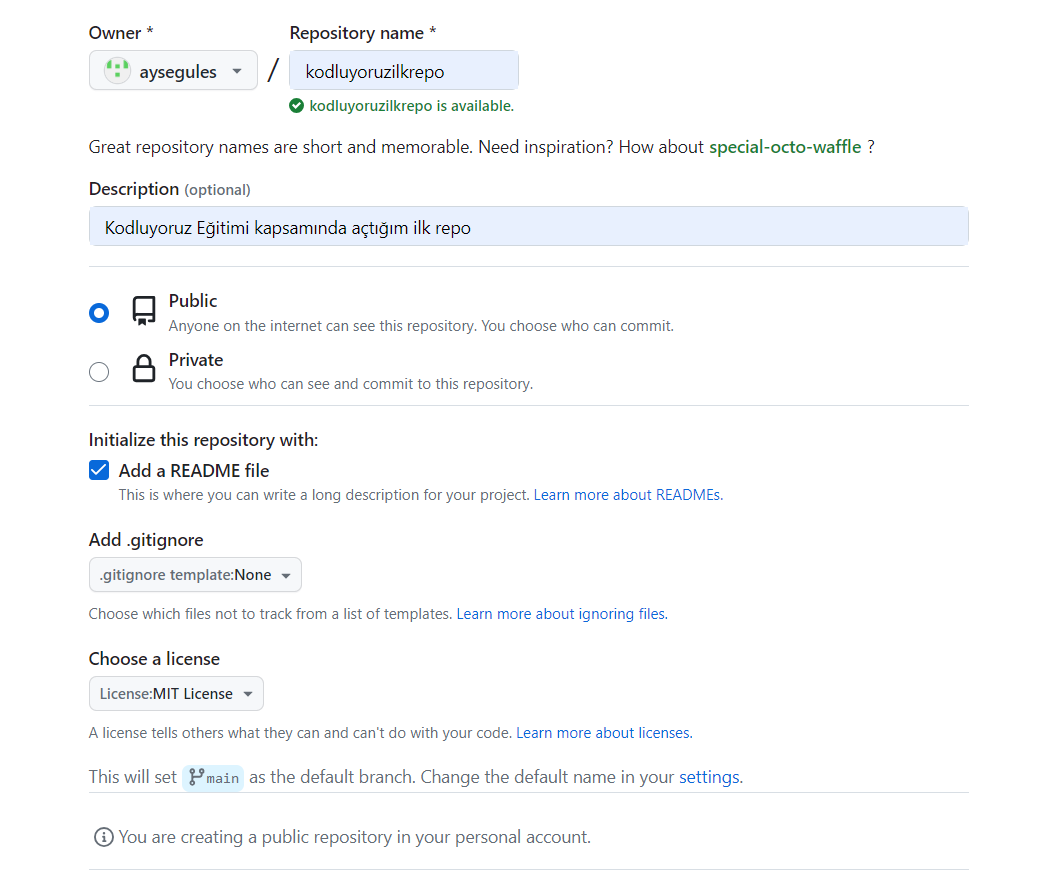 Owner * Repository name *
aysegules / kodluyoruzilkrepo
kodluyoruzilkrepo is available.
Great repository names are short and memorable. Need inspiration? How about special-octo-waffle ?
Description (optional)
Kodluyoruz Eğitimi kapsamında açtığım ilk repo
Public
Anyone on the internet can see this repository. You choose who can commit.
Private
You choose who can see and commit to this repository.
Initialize this repository with:
Add a README file
This is where you can write a long description for your project. Learn more about READMEs.
Add .gitignore
.gitignore template:None
Choose which files not to track from a list of templates. Learn more about ignoring files.
Choose a license
License:MIT License
A license tells others what they can and can't do with your code. Learn more about licenses.
This will set main as the default branch. Change the default name in your settings.
You are creating a public repository in your personal account.